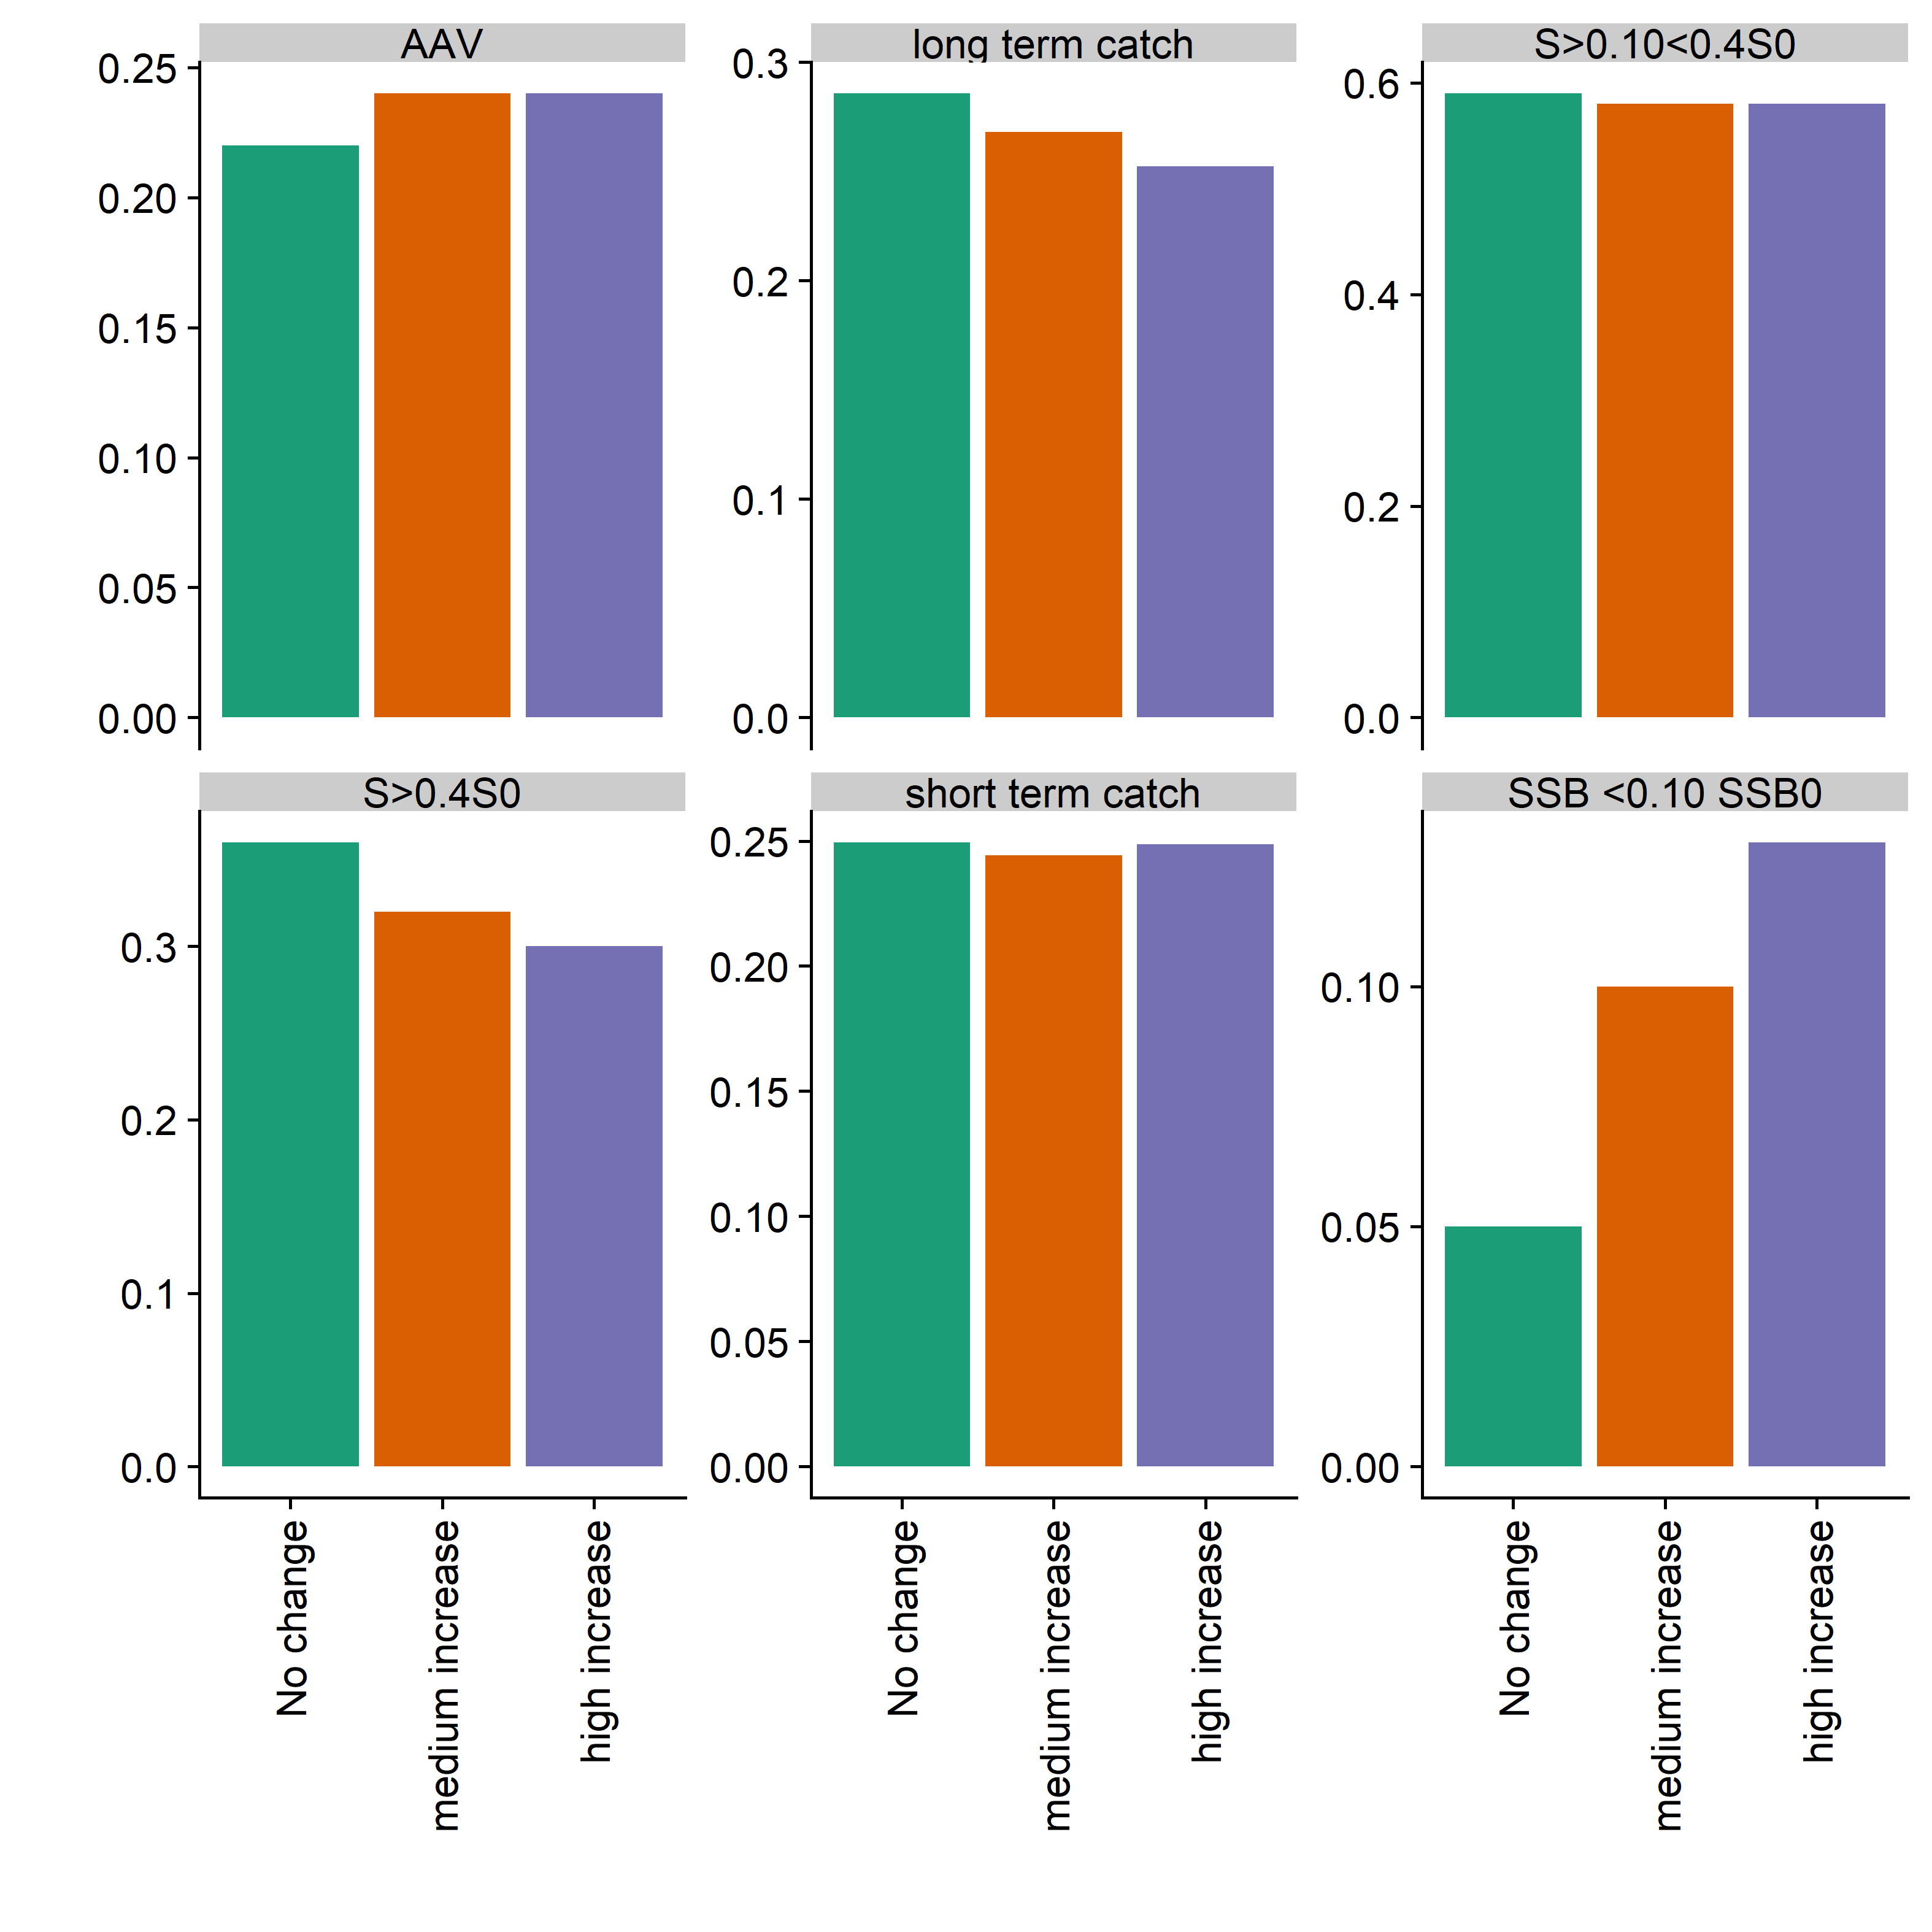 AAV
0.25
0.20
0.15
0.10
0.05
0.00
long term catch
0.3
0.2
0.1
0.0
S>0.10<0.4S0
0.6
0.4
0.2
0.0
S>0.4S0
0.3
0.2
0.1
0.0
No change
medium increase
high increase
short term catch
0.25
0.20
0.15
0.10
0.05
0.00
No change
medium increase
high increase
SSB <0.10 SSB0
0.10
0.05
0.00
No change
medium increase
high increase